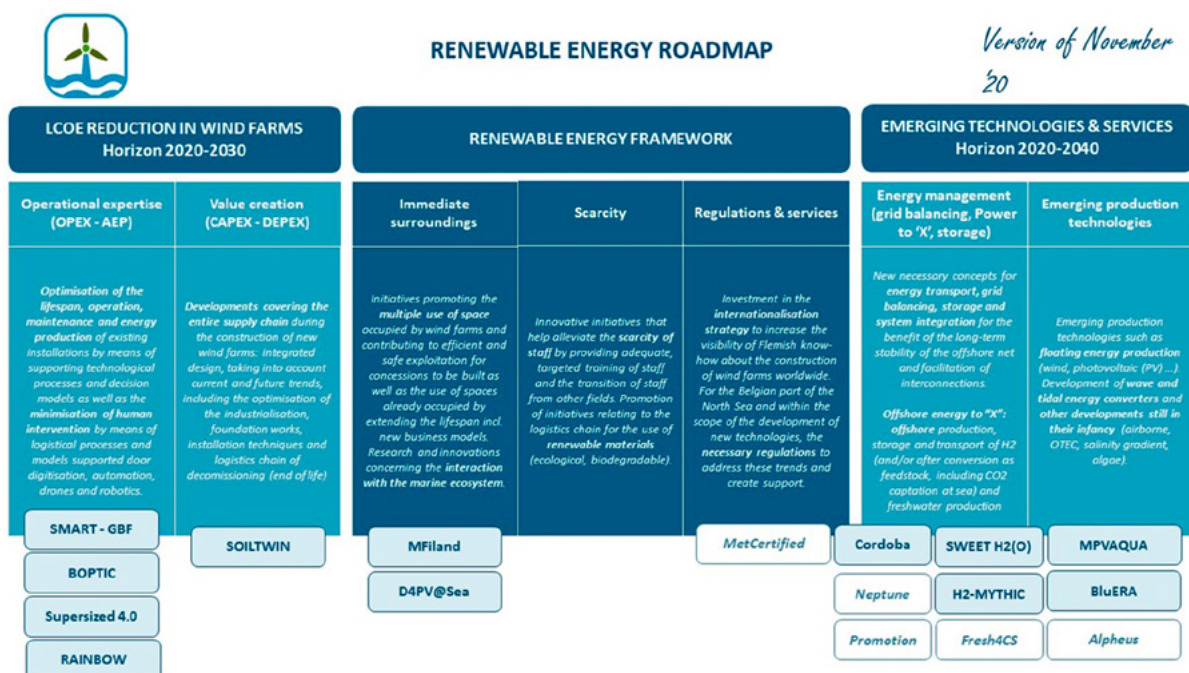 RENEWABLE ENERGY ROADMAP
Version of November
'20
LCOE REDUCTION IN WIND FARMS
Horizon 2020-2030
RENEWABLE ENERGY FRAMEWORK
EMERGING TECHNOLOGIES & SERVICES
Horizon 2020-2040
Operational expertise
(OPEX - AEP)
Value creation
(CAPEX - DEPEX)
Immediate
surroundings
Scarcity
Regulations & services
Energy management
(grid balancing, Power
to 'X', storage)
Emerging production
technologies
Optimisation of the
lifespan, operation,
maintenance and energy
production of existing
installations by means of
supporting technological
processes and decision
models as well as the
minimisation of human
intervention by means of
logistical processes and
models supported door
digitisation, automation,
drones and robotics.
Developments covering the
entire supply chain during
the construction of new
wind farms: integrated
design, taking into account
current and future trends,
including the optimisation of
the industrialisation,
foundation works,
installation techniques and
logistics chain of
decomissioning (end of life)
Initiatives promoting the
multiple use of space
occupied by wind farms and
contributing to efficient and
safe exploitation for
concessions to be built as
well as the use of spaces
already occupied by
extending the lifespan incl.
new business models.
Research and innovations
concerning the interaction
with the marine ecosystem.
Innovative initiatives that
help alleviate the scarcity of
staff by providing adequate,
targeted training of staff
and the transition of staff
from other fields. Promotion
of initiatives relating to the
logistics chain for the use of
renewable materials
(ecological, biodegradable).
Investment in the
internationalisation
strategy to increase the
visibility of Flemish know-
how about the construction
of wind farms worldwide.
For the Belgian part of the
North Sea and within the
scope of the development of
new technologies, the
necessary regulations to
address these trends and
create support.
New necessary concepts for
energy transport, grid
balancing, storage and
system integration for the
benefit of the long-term
stability of the offshore net
and facilitation of
interconnections.
Offshore energy to "X":
offshore production,
storage and transport of H2
(and/or after conversion as
feedstock, including CO2
captation at sea) and
freshwater production
Emerging production
technologies such as
floating energy production
(wind, photovoltaic (PV) ...).
Development of wave and
tidal energy converters and
other developments still in
their infancy (airborne,
OTEC, salinity gradient,
algae).
SMART - GBF
BOPTIC
Supersized 4.0
RAINBOW
SOILTWIN
MFiland
D4PV@Sea
MetCertified
Cordoba
Neptune
Promotion
SWEET H2(O)
H2-MYTHIC
Fresh4CS
MPVAQUA
BluERA
Alpheus